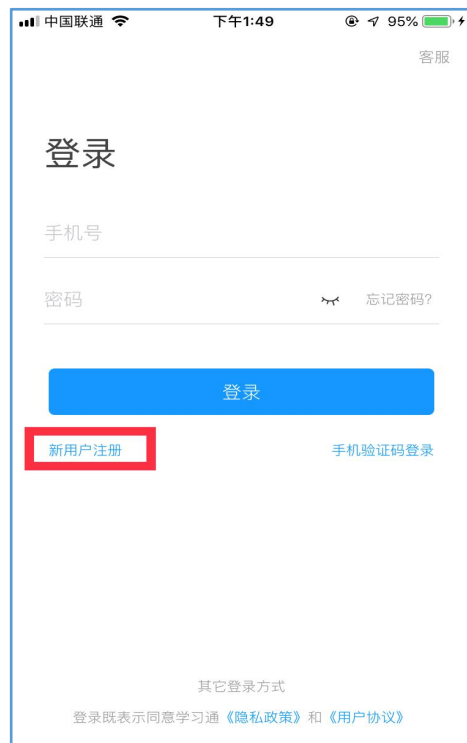 中国联通 下午1:49 95%
客服
登录
手机号
密码 忘记密码?
登录
新用户注册 手机验证码登录
其它登录方式
登录既表示同意学习通《隐私政策》和《用户协议》